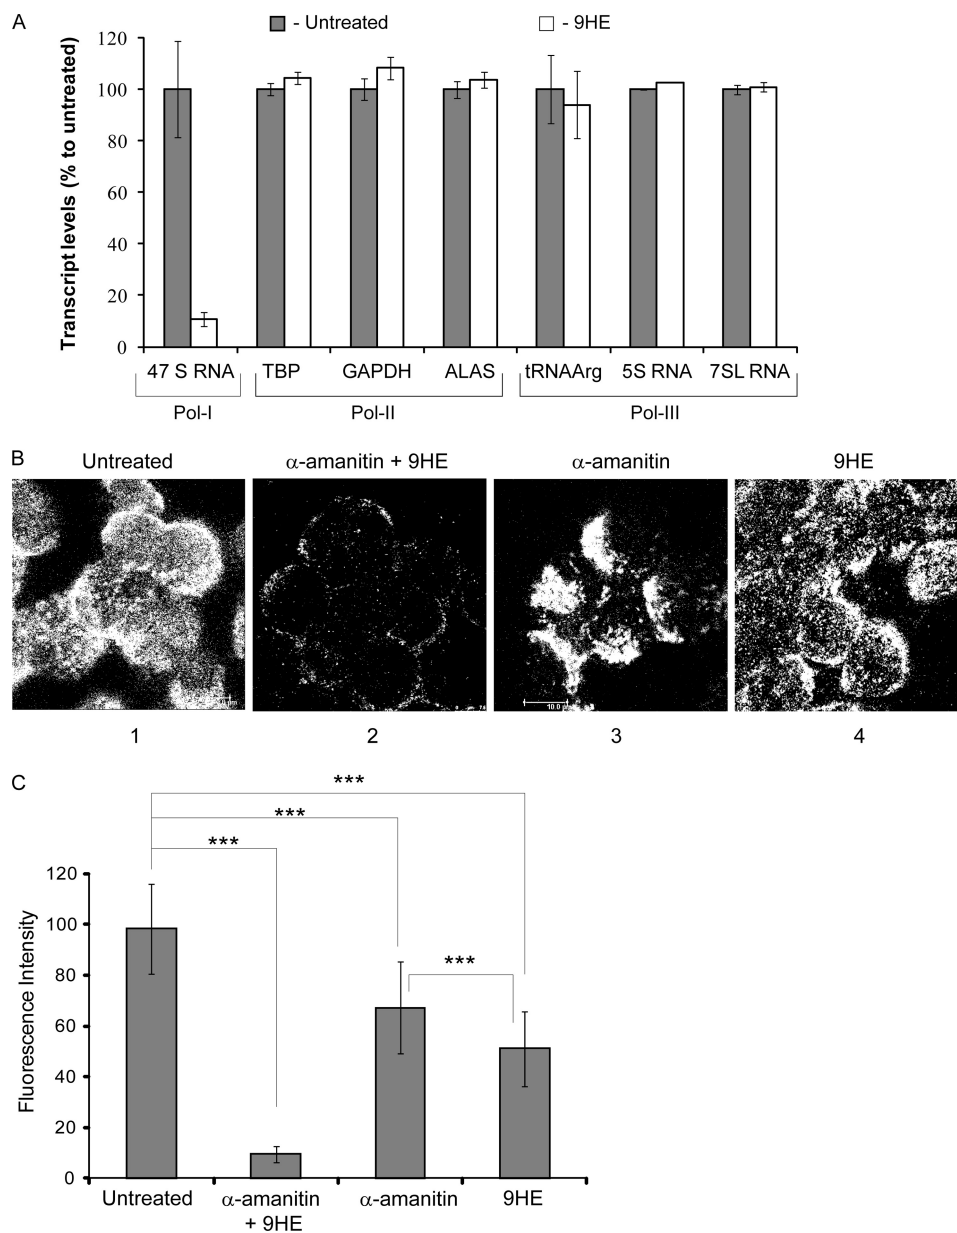 A
- Untreated
- 9HE
Transcript levels (% to untreated)
120
100
80
60
40
20
0
47 S RNA TBP GAPDH ALAS tRNAArg 5S RNA 7SL RNA
Pol-I Pol-II Pol-III
B
Untreated α-amanitin + 9HE α-amanitin 9HE
10.0
1 2 3 4
C
***
***
***
***
Fluorescence Intensity
120
100
80
60
40
20
0
Untreated α-amanitin + 9HE α-amanitin 9HE